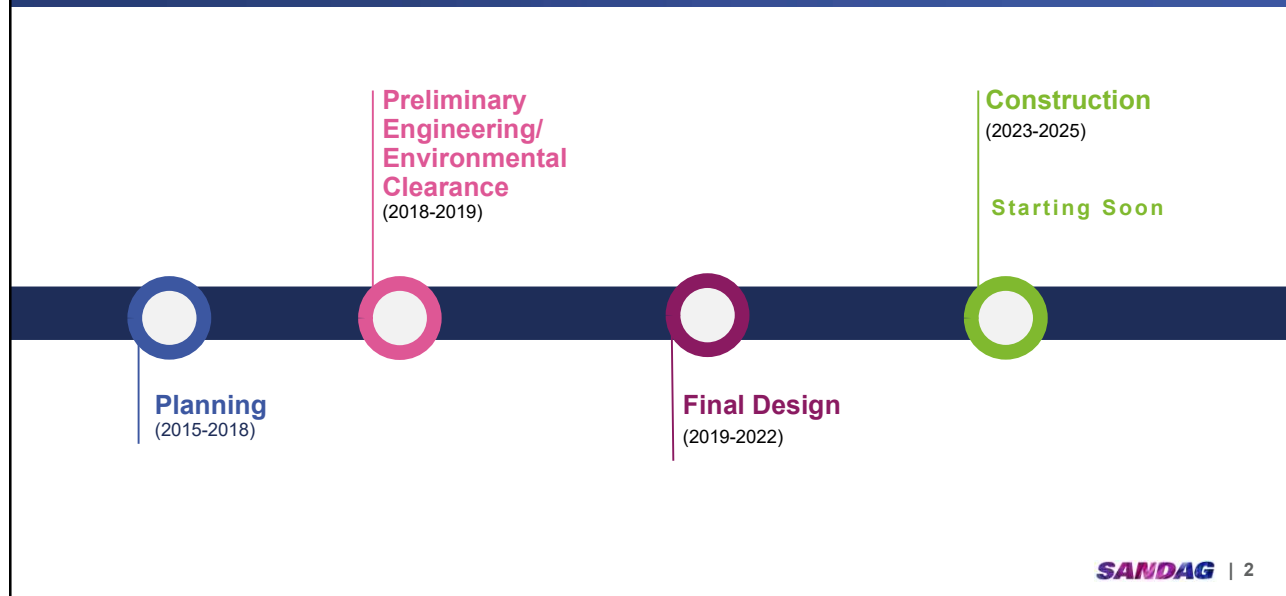 Preliminary
Engineering/
Environmental
Clearance
(2018-2019)
Construction
(2023-2025)
Starting Soon
Planning
(2015-2018)
Final Design
(2019-2022)
SANDAG | 2